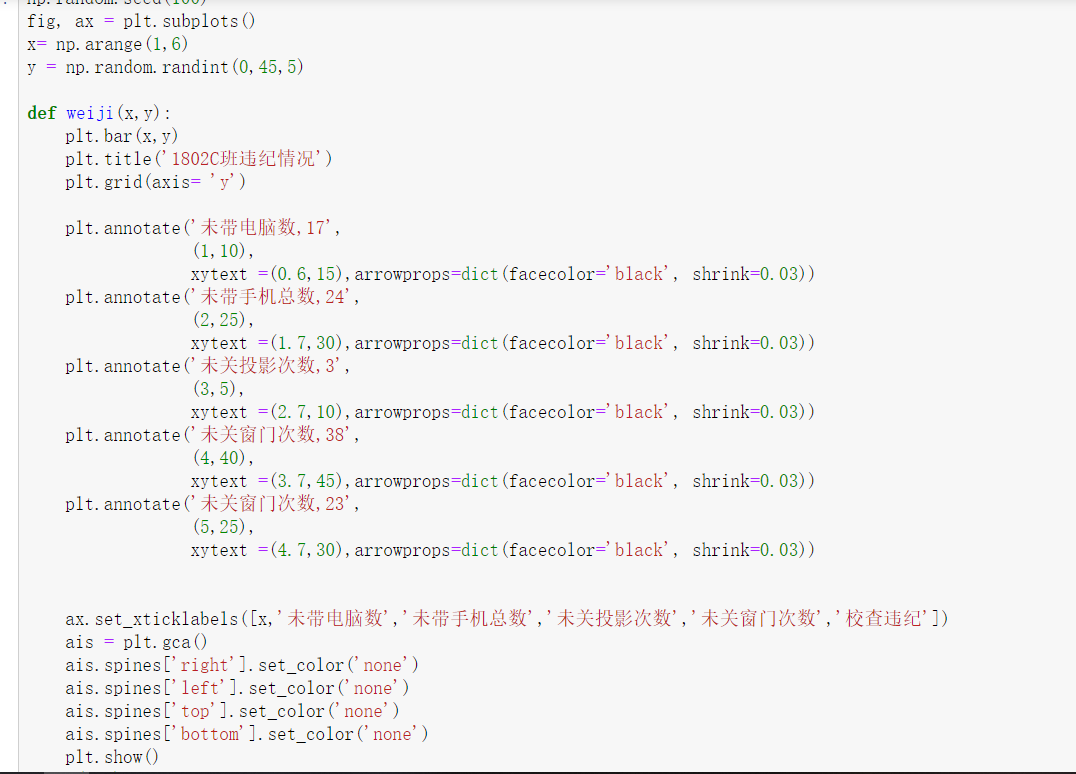 np.random.seed(100)
fig, ax = plt.subplots()
x= np.arange(1,6)
y = np.random.randint(0,45,5)
def weiji(x,y):
plt.bar(x,y)
plt.title('1802C班违纪情况')
plt.grid(axis= 'y')
plt.annotate('未带电脑数,17',
(1,10),
xytext =(0.6,15),arrowprops=dict(facecolor='black', shrink=0.03))
plt.annotate('未带手机总数,24',
(2,25),
xytext =(1.7,30),arrowprops=dict(facecolor='black', shrink=0.03))
plt.annotate('未关投影次数,3',
(3,5),
xytext =(2.7,10),arrowprops=dict(facecolor='black', shrink=0.03))
plt.annotate('未关窗门次数,38',
(4,40),
xytext =(3.7,45),arrowprops=dict(facecolor='black', shrink=0.03))
plt.annotate('未关窗门次数,23',
(5,25),
xytext =(4.7,30),arrowprops=dict(facecolor='black', shrink=0.03))
ax.set_xticklabels([x,'未带电脑数','未带手机总数','未关投影次数','未关窗门次数','校查违纪'])
ais = plt.gca()
ais.spines['right'].set_color('none')
ais.spines['left'].set_color('none')
ais.spines['top'].set_color('none')
ais.spines['bottom'].set_color('none')
plt.show()